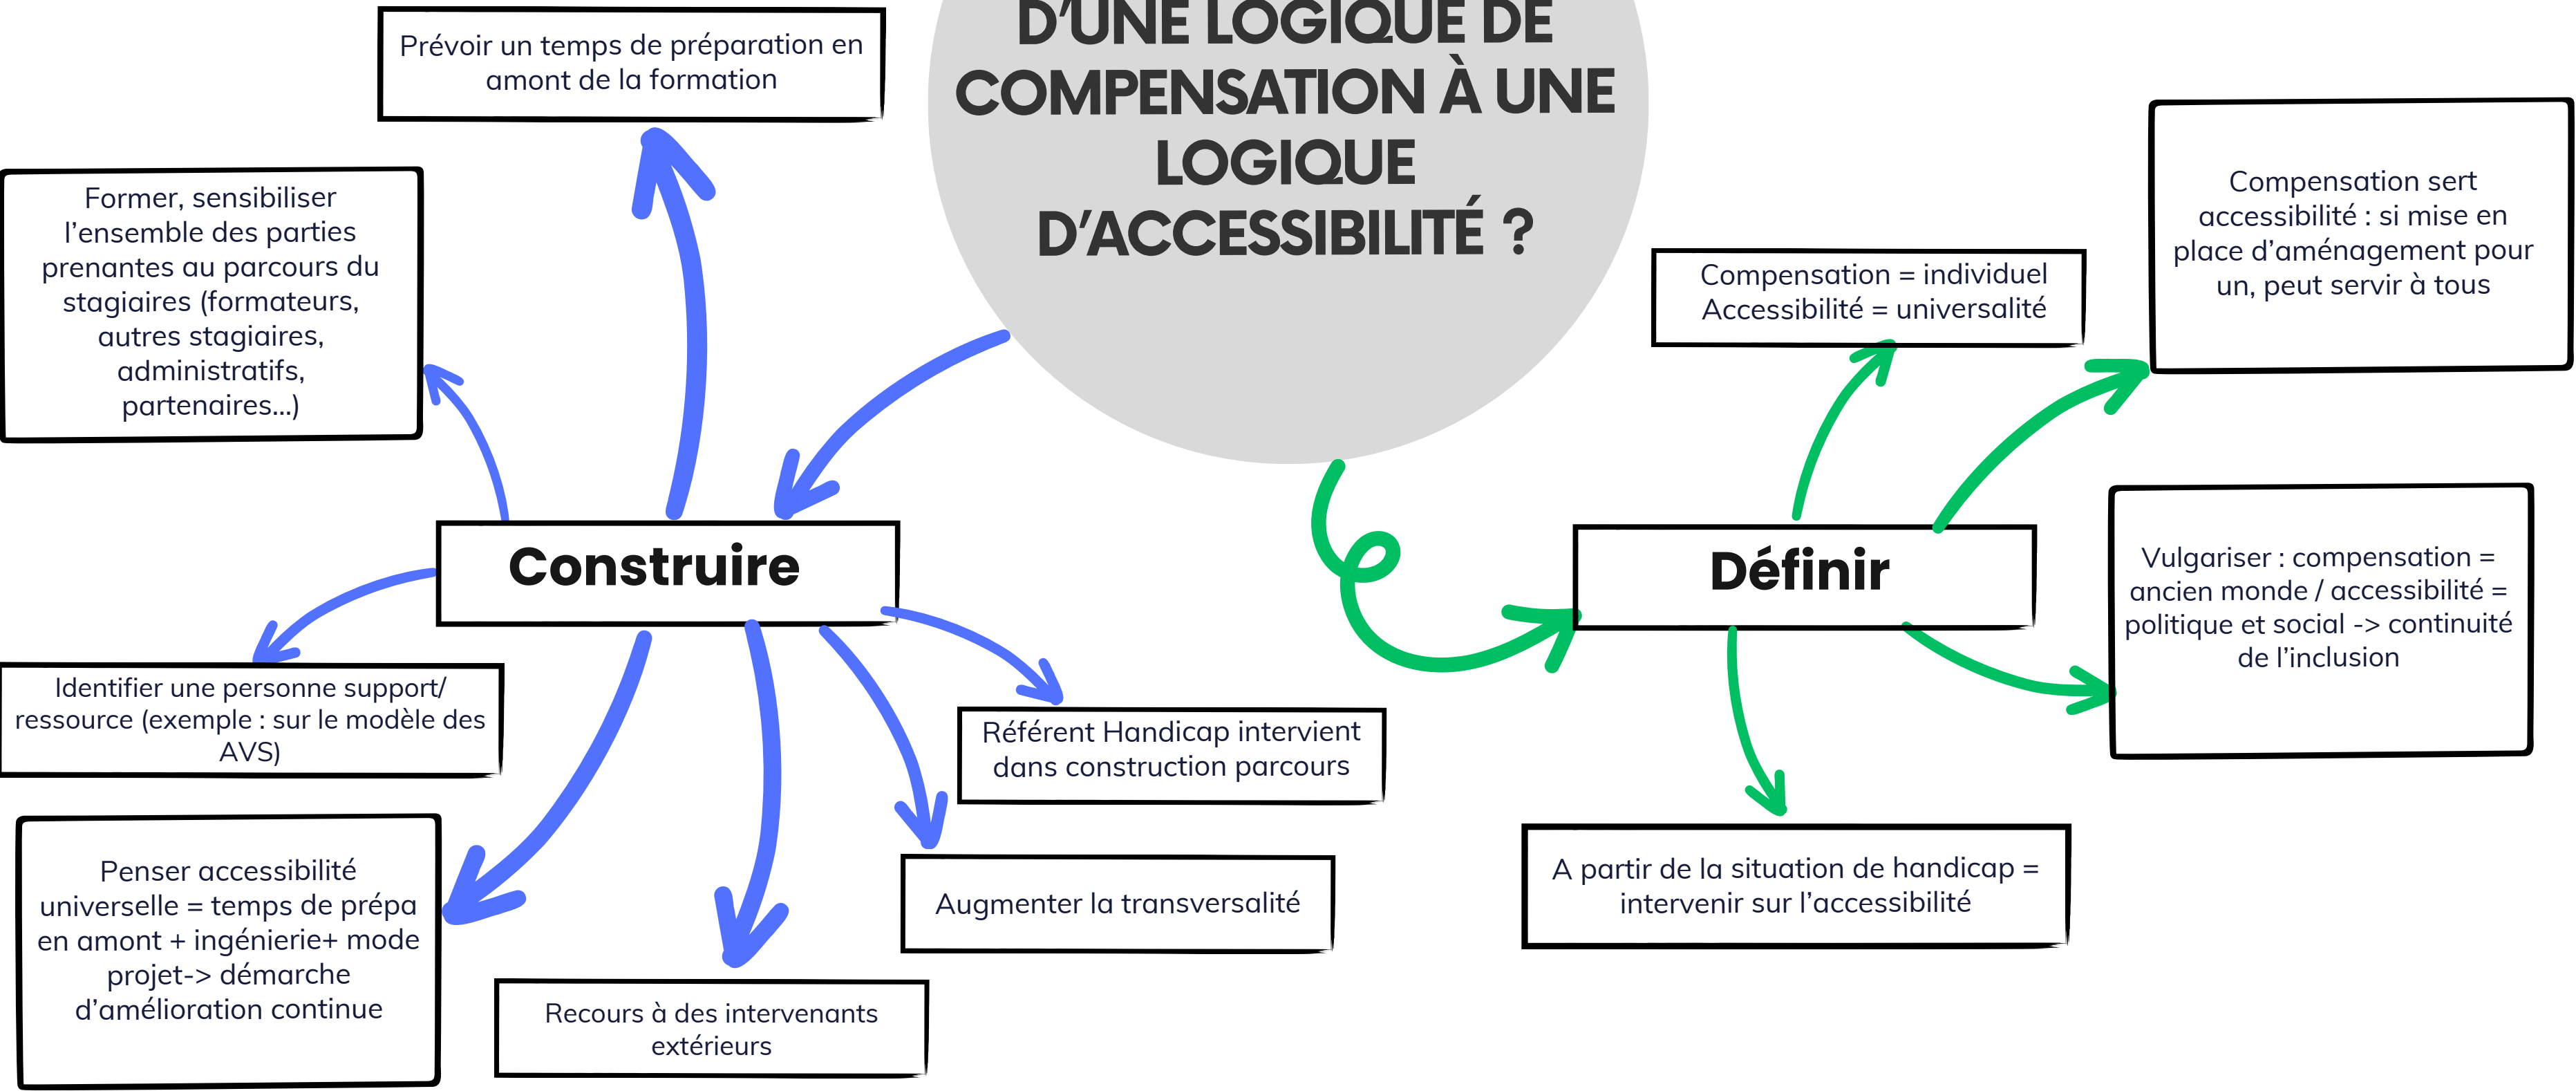 D’UNE LOGIQUE DE
COMPENSATION À UNE
LOGIQUE
D’ACCESSIBILITÉ ?
Prévoir un temps de préparation en
amont de la formation
Former, sensibiliser
l’ensemble des parties
prenantes au parcours du
stagiaires (formateurs,
autres stagiaires,
administratifs,
partenaires...)
Construire
Identifier une personne support/
ressource (exemple : sur le modèle des
AVS)
Penser accessibilité
universelle = temps de prépa
en amont + ingénierie+ mode
projet-> démarche
d’amélioration continue
Recours à des intervenants
extérieurs
Augmenter la transversalité
Référent Handicap intervient
dans construction parcours
Définir
Compensation = individuel
Accessibilité = universalité
Compensation sert
accessibilité : si mise en
place d’aménagement pour
un, peut servir à tous
Vulgariser : compensation =
ancien monde / accessibilité =
politique et social -> continuité
de l’inclusion
A partir de la situation de handicap =
intervenir sur l’accessibilité